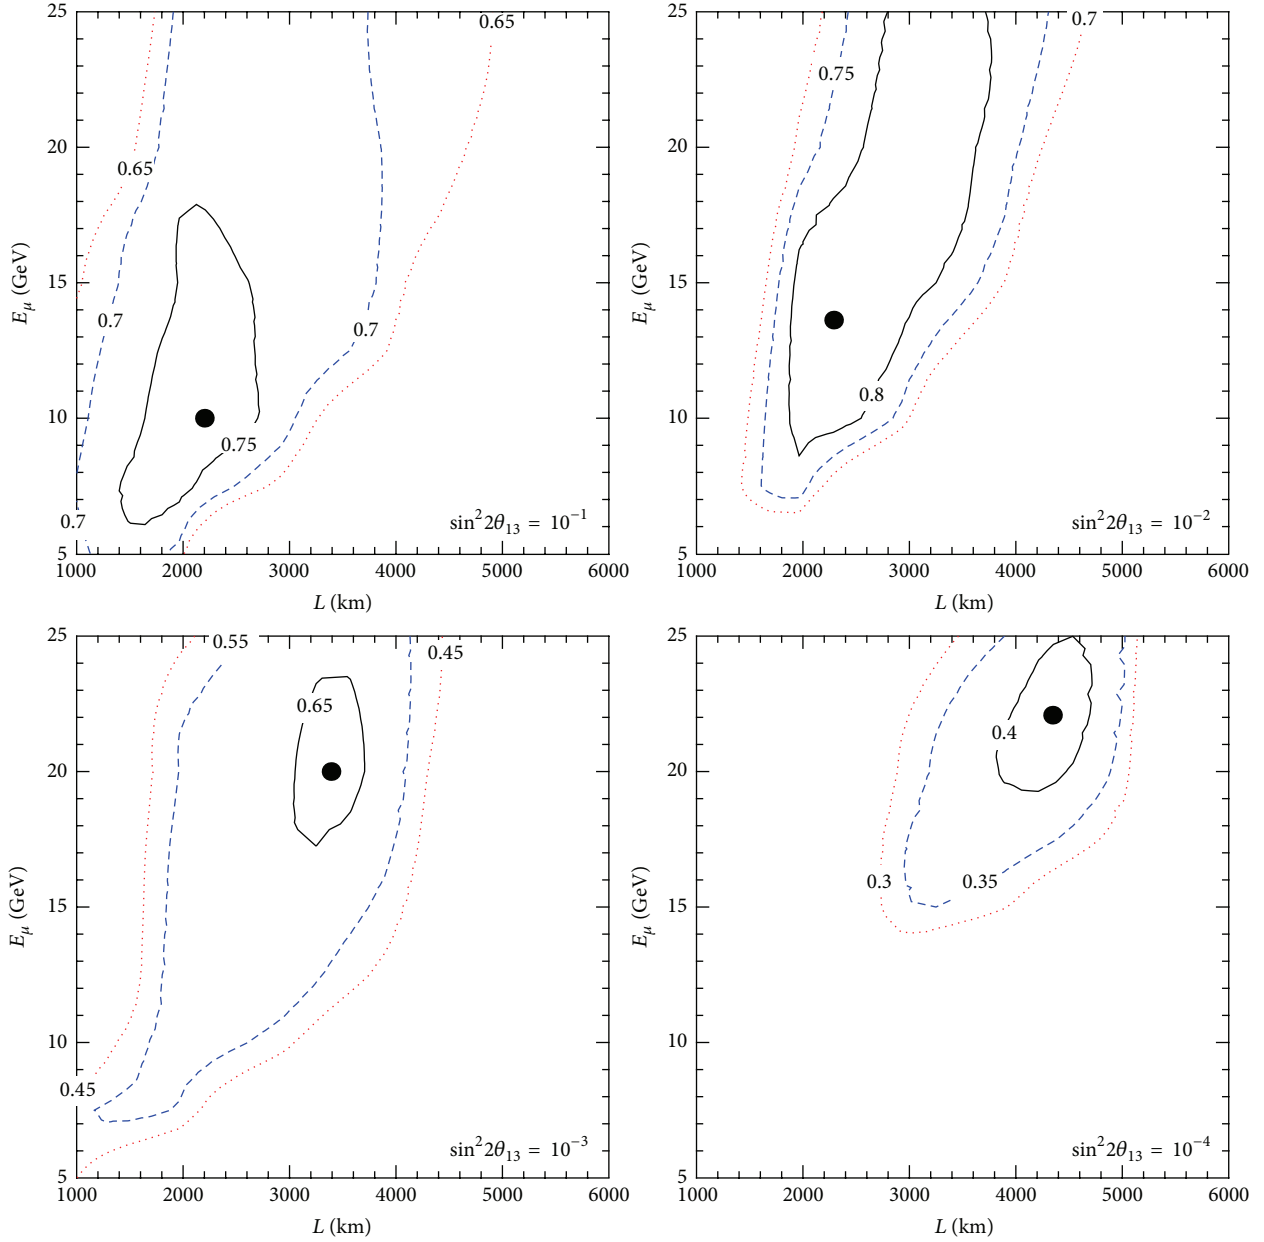 25
20
15
10
5
E_μ (GeV)
0.65
0.65
0.7
0.7
0.75
0.7
sin²2θ₁₃ = 10⁻¹
1000 2000 3000 4000 5000 6000
L (km)
25
20
15
10
5
E_μ (GeV)
0.7
0.75
0.8
sin²2θ₁₃ = 10⁻²
1000 2000 3000 4000 5000 6000
L (km)
25
20
15
10
5
E_μ (GeV)
0.55
0.45
0.65
0.45
sin²2θ₁₃ = 10⁻³
1000 2000 3000 4000 5000 6000
L (km)
25
20
15
10
5
E_μ (GeV)
0.4
0.3
0.35
sin²2θ₁₃ = 10⁻⁴
1000 2000 3000 4000 5000 6000
L (km)